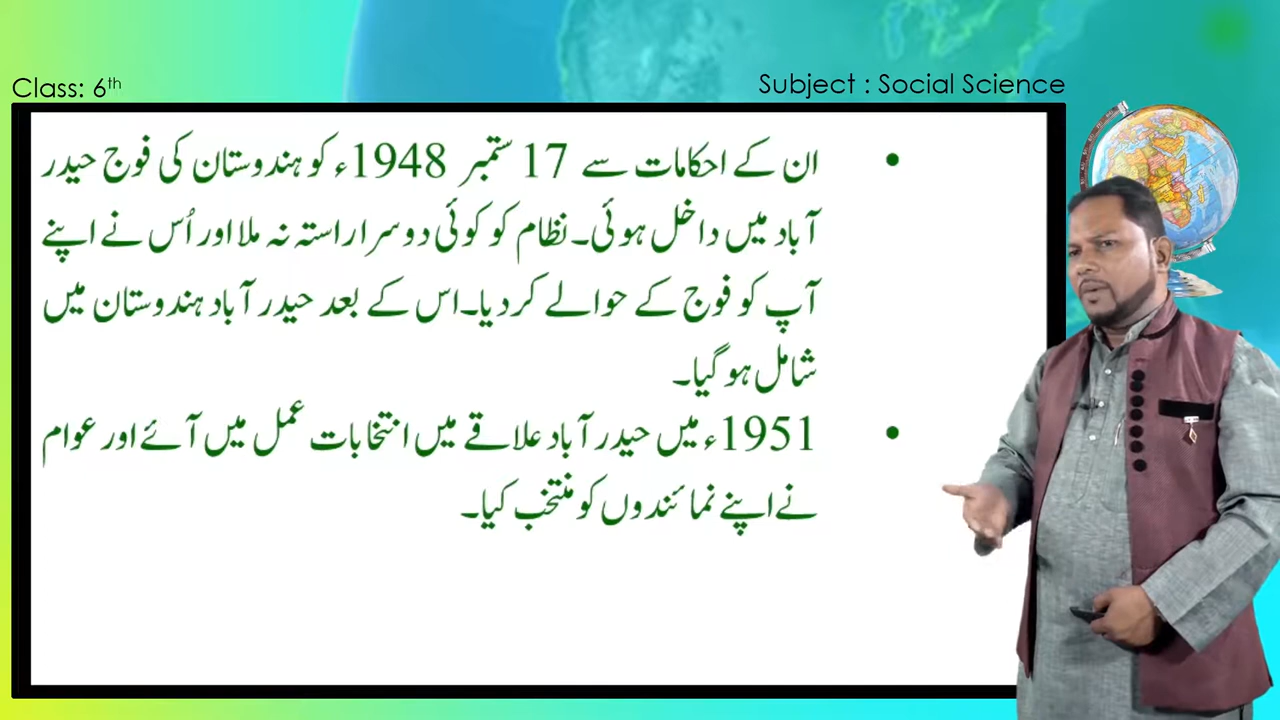 Class: 6th
Subject : Social Science
ان کے احکامات سے 17 ستمبر 1948ء کو ہندوستان کی فوج حیدر
آباد میں داخل ہوئی۔ نظام کو کوئی دوسرا راستہ نہ ملا اور اُس نے اپنے
آپ کو فوج کے حوالے کر دیا۔ اس کے بعد حیدر آباد ہندوستان میں
شامل ہو گیا۔
1951ء میں حیدر آباد علاقے میں انتخابات عمل میں آئے اور عوام
نے اپنے نمائندوں کو منتخب کیا۔